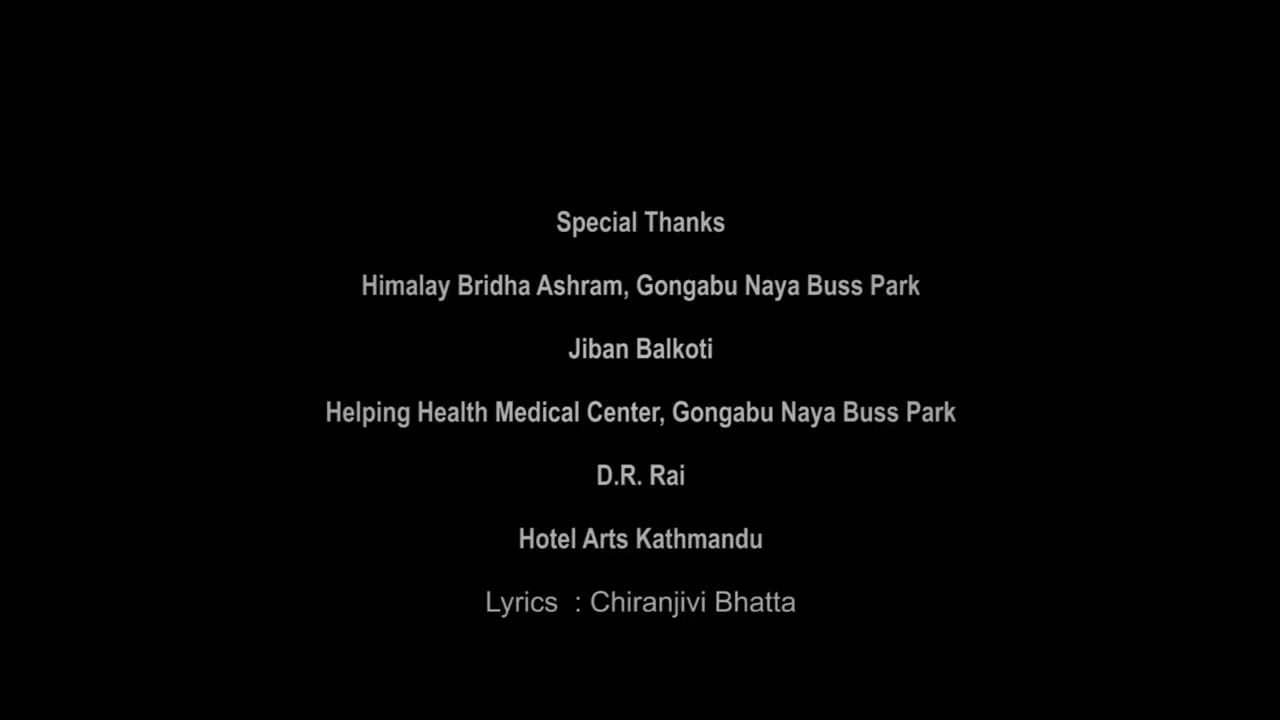 Special Thanks
Himalay Bridha Ashram, Gongabu Naya Buss Park
Jiban Balkoti
Helping Health Medical Center, Gongabu Naya Buss Park
D.R. Rai
Hotel Arts Kathmandu
Lyrics : Chiranjivi Bhatta